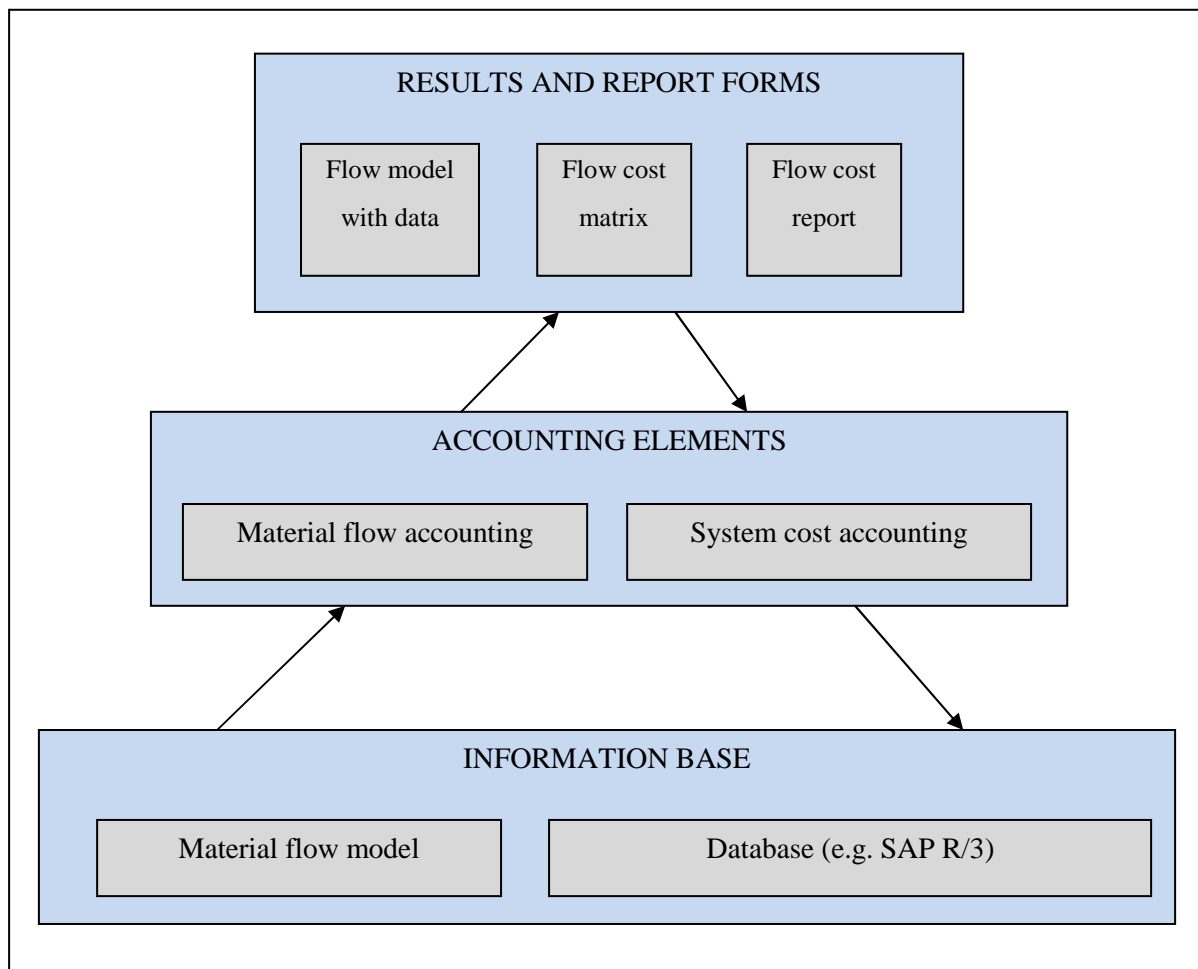 RESULTS AND REPORT FORMS
Flow model
with data
Flow cost
matrix
Flow cost
report
ACCOUNTING ELEMENTS
Material flow accounting
System cost accounting
INFORMATION BASE
Material flow model
Database (e.g. SAP R/3)